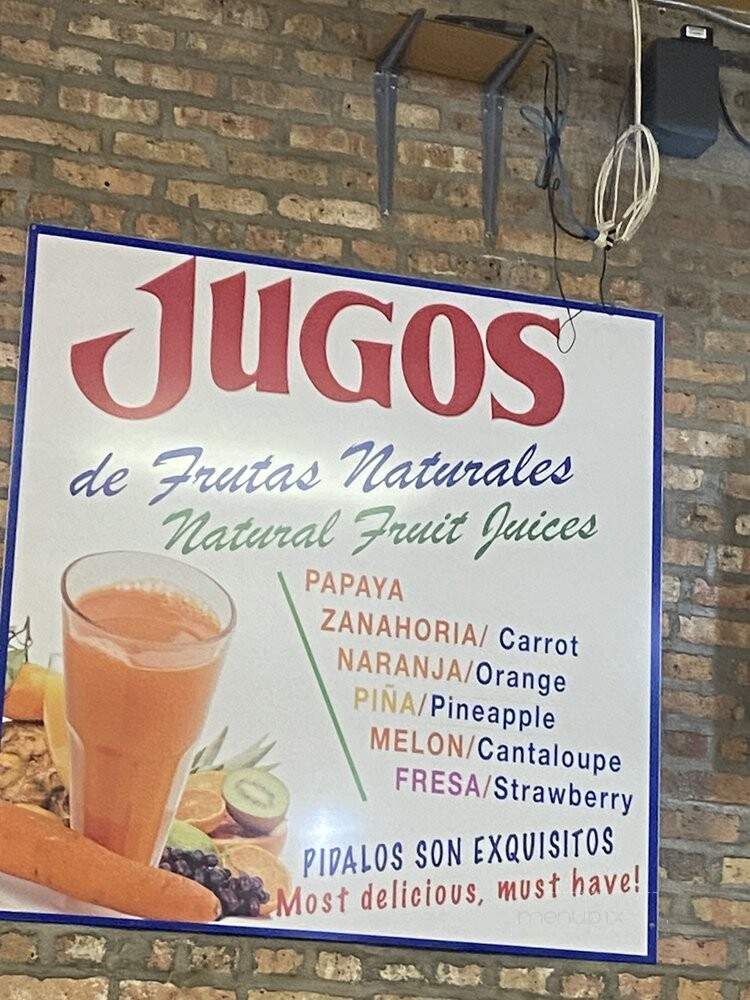 JUGOS
de Frutas Naturales
Natural Fruit Juices
PAPAYA
ZANAHORIA/ Carrot
NARANJA/Orange
PIÑA/Pineapple
MELON/Cantaloupe
FRESA/Strawberry
PIDALOS SON EXQUISITOS
Most delicious, must have!
menupix